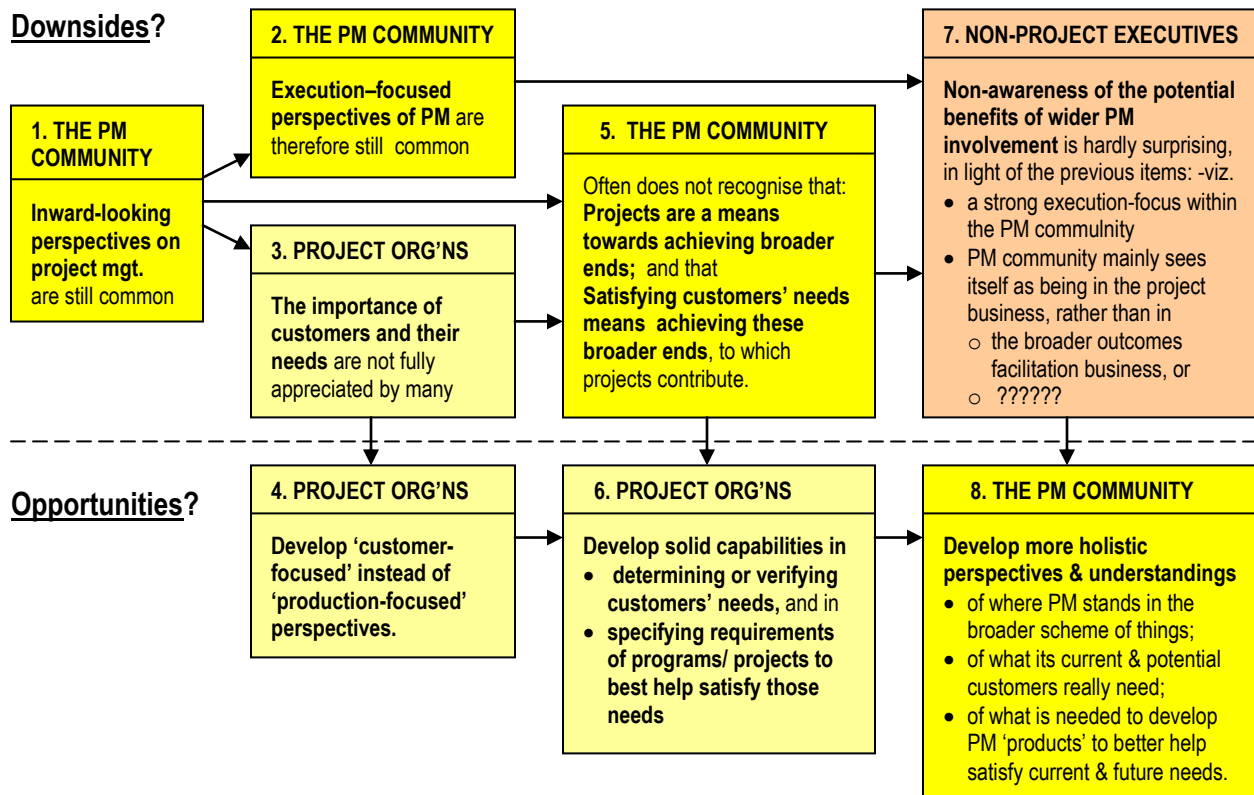 Downsides?
1. THE PM
COMMUNITY
Inward-looking
perspectives on
project mgt.
are still common
2. THE PM COMMUNITY
Execution–focused
perspectives of PM are
therefore still common
3. PROJECT ORG’NS
The importance of
customers and their
needs are not fully
appreciated by many
5. THE PM COMMUNITY
Often does not recognise that:
Projects are a means
towards achieving broader
ends; and that
Satisfying customers’ needs
means achieving these
broader ends, to which
projects contribute.
7. NON-PROJECT EXECUTIVES
Non-awareness of the potential
benefits of wider PM
involvement is hardly surprising,
in light of the previous items: -viz.
• a strong execution-focus within
the PM commulnity
• PM community mainly sees
itself as being in the project
business, rather than in
o the broader outcomes
facilitation business, or
o ??????
Opportunities?
4. PROJECT ORG’NS
Develop ‘customer-
focused’ instead of
‘production-focused’
perspectives.
6. PROJECT ORG’NS
Develop solid capabilities in
• determining or verifying
customers’ needs, and in
• specifying requirements
of programs/ projects to
best help satisfy those
needs
8. THE PM COMMUNITY
Develop more holistic
perspectives & understandings
• of where PM stands in the
broader scheme of things;
• of what its current & potential
customers really need;
• of what is needed to develop
PM ‘products’ to better help
satisfy current & future needs.